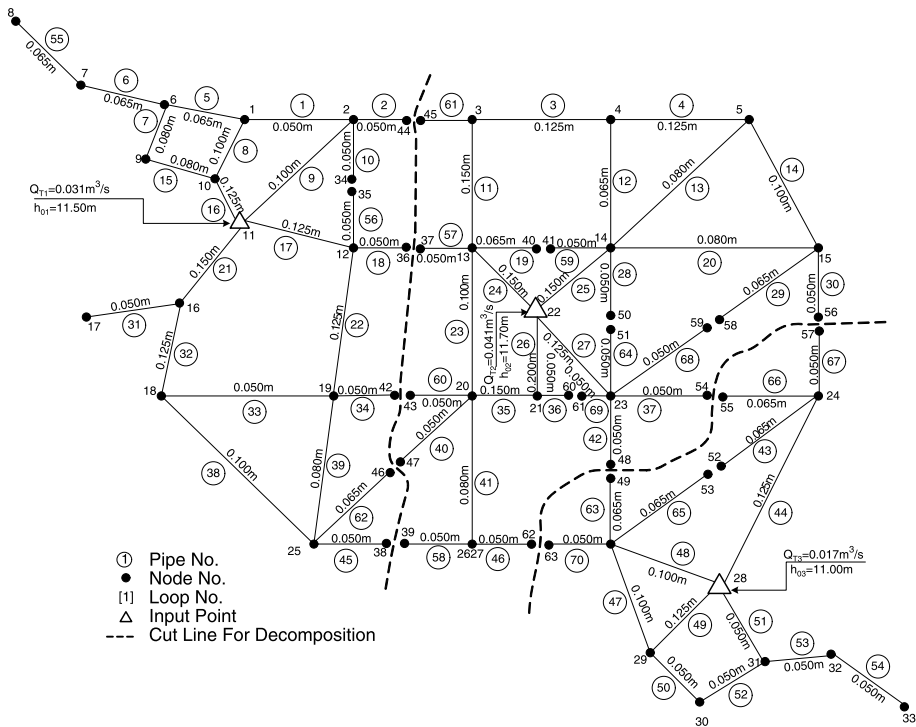 8
55
0.065m
7
6
0.065m
6
5
0.065m
7
0.080m
9
0.080m
15
10
0.100m
8
1
1
0.050m
2
2
0.050m
44
45
61
3
3
0.125m
4
4
0.125m
5
0.100m
9
0.050m
10
34
35
0.050m
56
0.150m
11
0.065m
12
0.080m
13
14
0.100m
Q_T1=0.031m³/s
h_01=11.50m
0.125m
16
11
0.125m
17
12
0.050m
18
36
37
57
0.050m
13
0.065m
40
19
41
0.050m
59
14
0.080m
20
15
0.150m
21
16
0.050m
17
31
0.125m
32
0.125m
22
0.100m
23
24
0.150m
0.150m
25
22
0.050m
28
50
51
0.050m
64
0.065m
29
58
59
0.050m
68
0.050m
30
56
57
67
0.050m
Q_T2=0.041m³/s
h_02=11.70m
26
0.200m
0.125m
27
0.050m
0.050m
18
0.050m
33
19
0.050m
34
42
43
60
0.050m
20
0.150m
35
21
36
60
61
69
23
0.050m
37
54
55
66
0.065m
24
0.100m
38
0.080m
39
0.050m
40
47
46
0.065m
62
0.080m
41
0.050m
42
48
49
0.065m
63
52
53
0.065m
43
0.065m
65
0.125m
44
25
0.050m
45
38
39
0.050m
58
26
27
0.050m
46
62
63
0.050m
70
48
0.100m
28
Q_T3=0.017m³/s
h_03=11.00m
47
0.100m
0.125m
49
51
0.050m
29
50
0.050m
30
0.050m
52
31
53
0.050m
32
54
0.050m
33
1 Pipe No.
Node No.
[1] Loop No.
Input Point
Cut Line For Decomposition